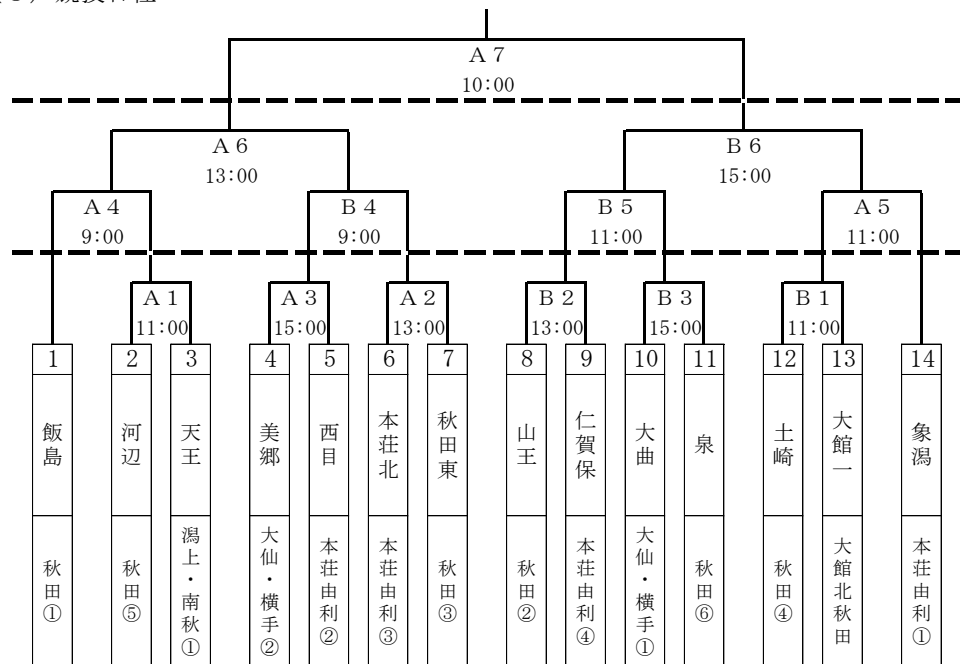 A7
10:00
A6
B6
13:00
15:00
A4
B4
B5
A5
9:00
9:00
11:00
11:00
A1
A3
A2
B2
B3
B1
11:00
15:00
13:00
13:00
15:00
11:00
1
2
3
4
5
6
7
8
9
10
11
12
13
14
飯島
河辺
天王
美郷
西目
本荘北
秋田東
山王
仁賀保
大曲
泉
土崎
大館一
象潟
秋田①
秋田⑤
潟上・南秋①
大仙・横手②
本荘由利②
本荘由利③
秋田③
秋田②
本荘由利④
大仙・横手①
秋田⑥
秋田④
大館北秋田
本荘由利①